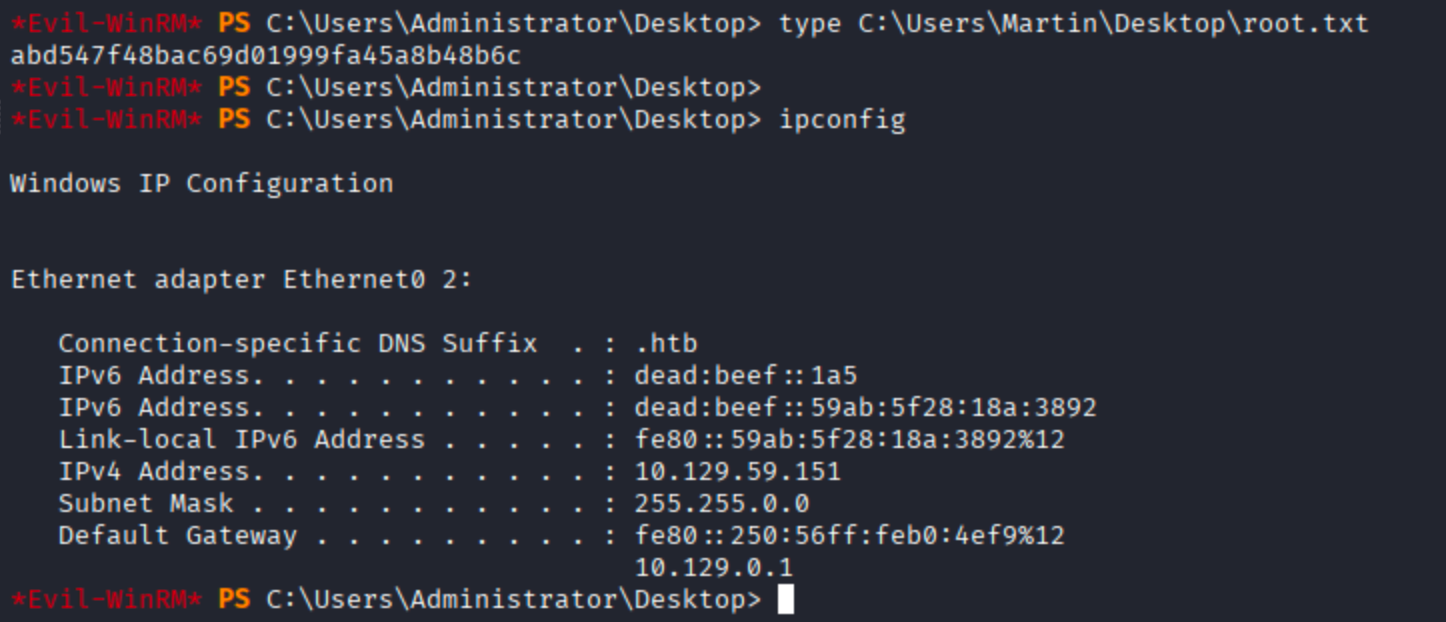 *Evil-WinRM* PS C:\Users\Administrator\Desktop> type C:\Users\Martin\Desktop\root.txt
abd547f48bac69d01999fa45a8b48b6c
*Evil-WinRM* PS C:\Users\Administrator\Desktop>
*Evil-WinRM* PS C:\Users\Administrator\Desktop> ipconfig
Windows IP Configuration
Ethernet adapter Ethernet0 2:
Connection-specific DNS Suffix  . : .htb
IPv6 Address. . . . . . . . . . . : dead:beef::1a5
IPv6 Address. . . . . . . . . . . : dead:beef::59ab:5f28:18a:3892
Link-local IPv6 Address . . . . . : fe80::59ab:5f28:18a:3892%12
IPv4 Address. . . . . . . . . . . : 10.129.59.151
Subnet Mask . . . . . . . . . . . : 255.255.0.0
Default Gateway . . . . . . . . . : fe80::250:56ff:feb0:4ef9%12
10.129.0.1
*Evil-WinRM* PS C:\Users\Administrator\Desktop>